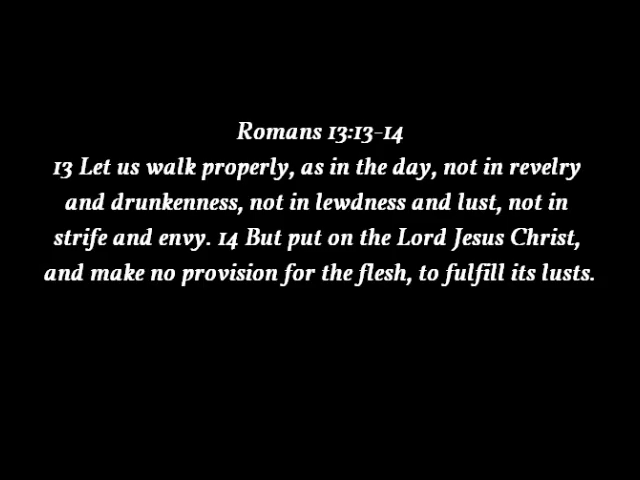 Romans 13:13-14
13 Let us walk properly, as in the day, not in revelry
and drunkenness, not in lewdness and lust, not in
strife and envy. 14 But put on the Lord Jesus Christ,
and make no provision for the flesh, to fulfill its lusts.